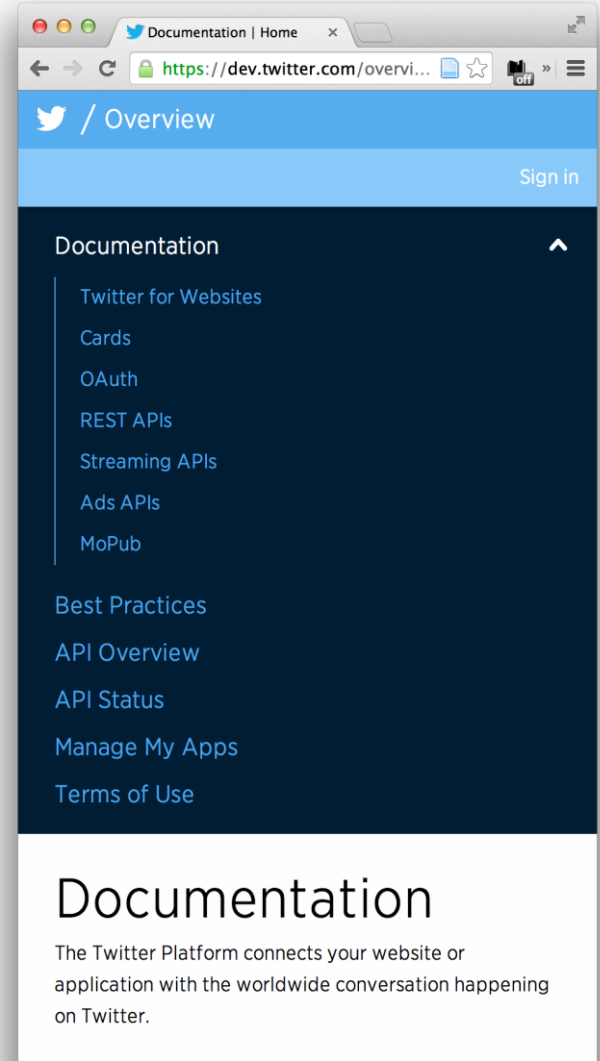 Documentation | Home
https://dev.twitter.com/overvi...
off
/ Overview
Sign in
Documentation
Twitter for Websites
Cards
OAuth
REST APIs
Streaming APIs
Ads APIs
MoPub
Best Practices
API Overview
API Status
Manage My Apps
Terms of Use
Documentation
The Twitter Platform connects your website or
application with the worldwide conversation happening
on Twitter.